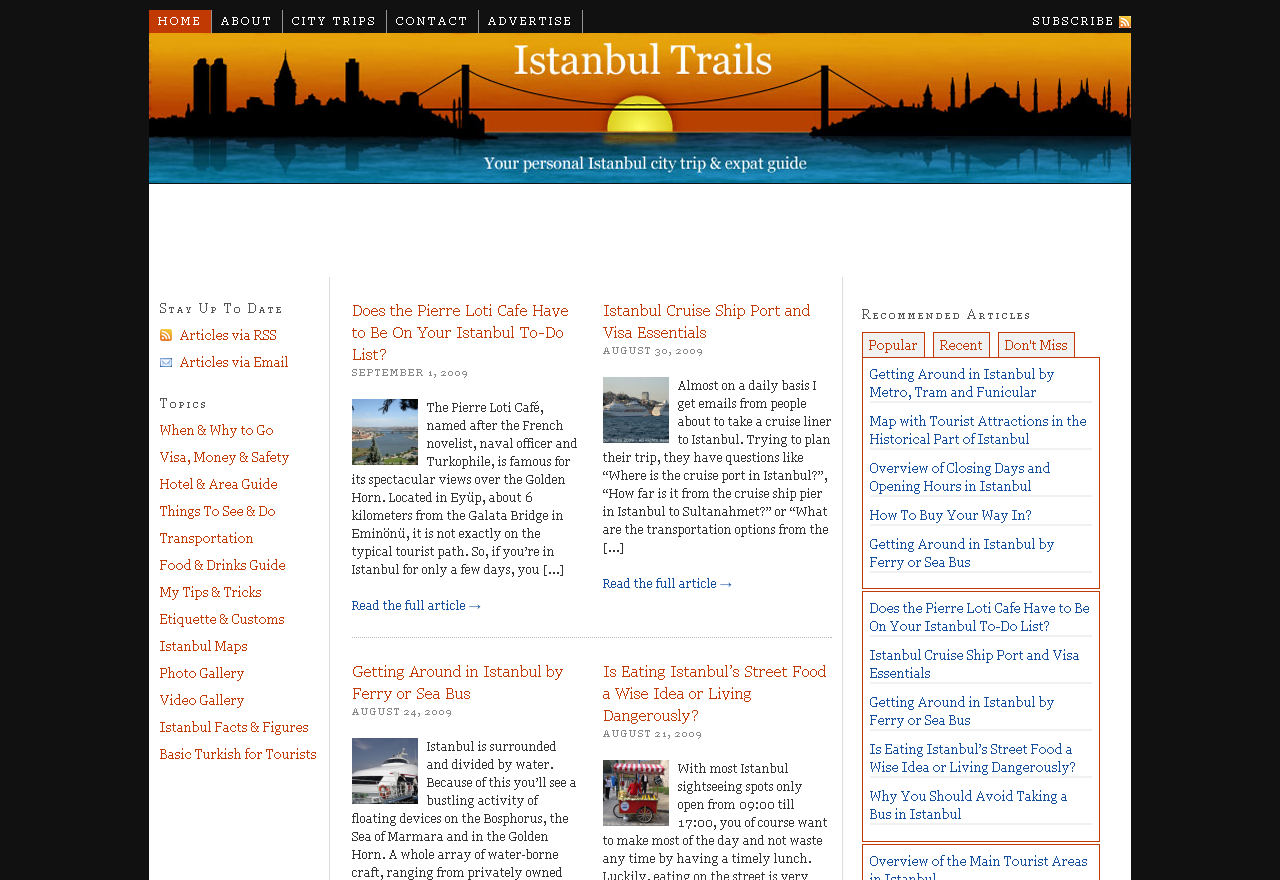 HOME
ABOUT
CITY TRIPS
CONTACT
ADVERTISE
SUBSCRIBE
Istanbul Trails
Your personal Istanbul city trip & expat guide
Stay Up To Date
Articles via RSS
Articles via Email
Topics
When & Why to Go
Visa, Money & Safety
Hotel & Area Guide
Things To See & Do
Transportation
Food & Drinks Guide
My Tips & Tricks
Etiquette & Customs
Istanbul Maps
Photo Gallery
Video Gallery
Istanbul Facts & Figures
Basic Turkish for Tourists
Does the Pierre Loti Cafe Have
to Be On Your Istanbul To-Do
List?
SEPTEMBER 1, 2009
The Pierre Loti Café,
named after the French
novelist, naval officer and
Turkophile, is famous for
its spectacular views over the Golden
Horn. Located in Eyüp, about 6
kilometers from the Galata Bridge in
Eminönü, it is not exactly on the
typical tourist path. So, if you're in
Istanbul for only a few days, you [...]
Read the full article →
Istanbul Cruise Ship Port and
Visa Essentials
AUGUST 30, 2009
Almost on a daily basis I
get emails from people
about to take a cruise liner
to Istanbul. Trying to plan
their trip, they have questions like
“Where is the cruise port in Istanbul?”,
“How far is it from the cruise ship pier
in Istanbul to Sultanahmet?” or “What
are the transportation options from the
[...]
Read the full article →
Getting Around in Istanbul by
Ferry or Sea Bus
AUGUST 24, 2009
Istanbul is surrounded
and divided by water.
Because of this you'll see a
bustling activity of
floating devices on the Bosphorus, the
Sea of Marmara and in the Golden
Horn. A whole array of water-borne
craft, ranging from privately owned
Is Eating Istanbul's Street Food
a Wise Idea or Living
Dangerously?
AUGUST 21, 2009
With most Istanbul
sightseeing spots only
open from 09:00 till
17:00, you of course want
to make most of the day and not waste
any time by having a timely lunch.
Luckily, eating on the street is very
Recommended Articles
Popular
Recent
Don't Miss
Getting Around in Istanbul by
Metro, Tram and Funicular
Map with Tourist Attractions in the
Historical Part of Istanbul
Overview of Closing Days and
Opening Hours in Istanbul
How To Buy Your Way In?
Getting Around in Istanbul by
Ferry or Sea Bus
Does the Pierre Loti Cafe Have to Be
On Your Istanbul To-Do List?
Istanbul Cruise Ship Port and Visa
Essentials
Getting Around in Istanbul by
Ferry or Sea Bus
Is Eating Istanbul's Street Food a
Wise Idea or Living Dangerously?
Why You Should Avoid Taking a
Bus in Istanbul
Overview of the Main Tourist Areas
in Istanbul